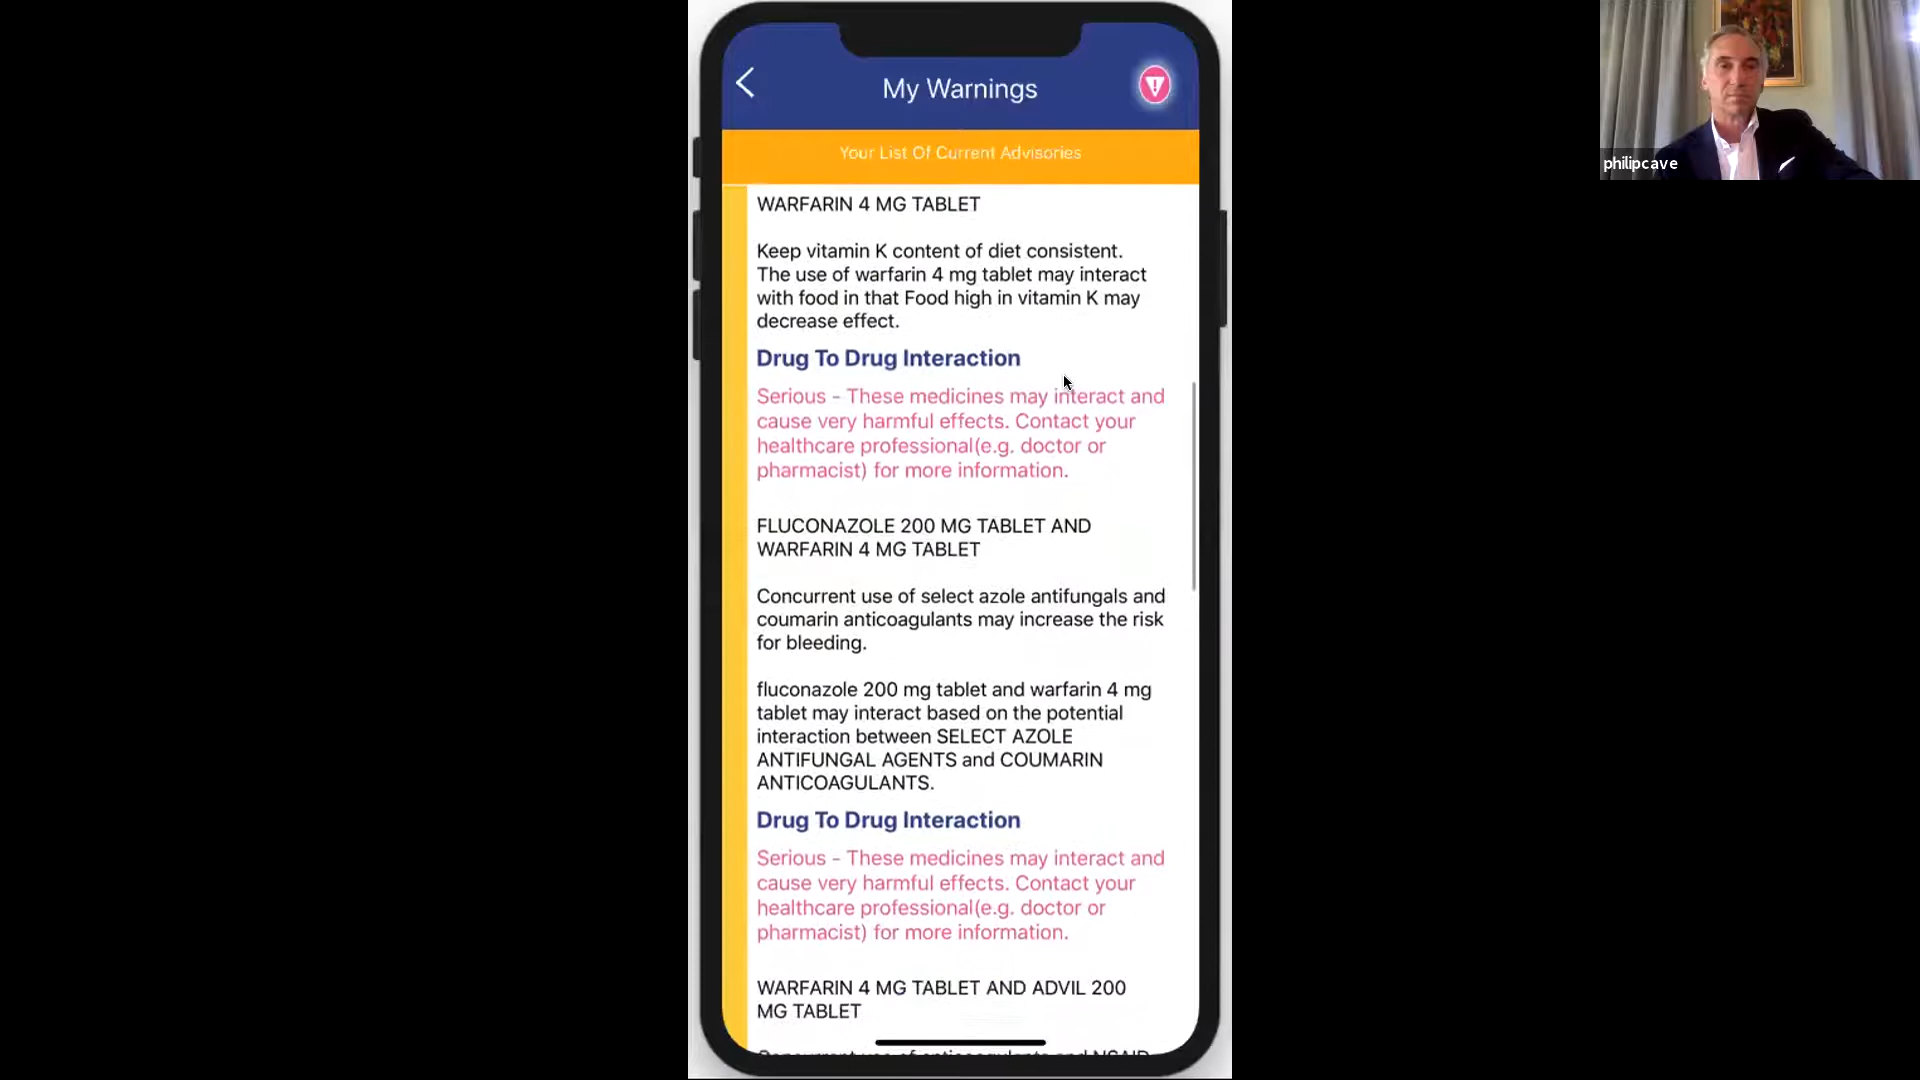 My Warnings
philipcave
Your List Of Current Advisories
WARFARIN 4 MG TABLET
Keep vitamin K content of diet consistent.
The use of warfarin 4 mg tablet may interact
with food in that Food high in vitamin K may
decrease effect.
Drug To Drug Interaction
Serious - These medicines may interact and
cause very harmful effects. Contact your
healthcare professional(e.g. doctor or
pharmacist) for more information.
FLUCONAZOLE 200 MG TABLET AND
WARFARIN 4 MG TABLET
Concurrent use of select azole antifungals and
coumarin anticoagulants may increase the risk
for bleeding.
fluconazole 200 mg tablet and warfarin 4 mg
tablet may interact based on the potential
interaction between SELECT AZOLE
ANTIFUNGAL AGENTS and COUMARIN
ANTICOAGULANTS.
Drug To Drug Interaction
Serious - These medicines may interact and
cause very harmful effects. Contact your
healthcare professional(e.g. doctor or
pharmacist) for more information.
WARFARIN 4 MG TABLET AND ADVIL 200
MG TABLET